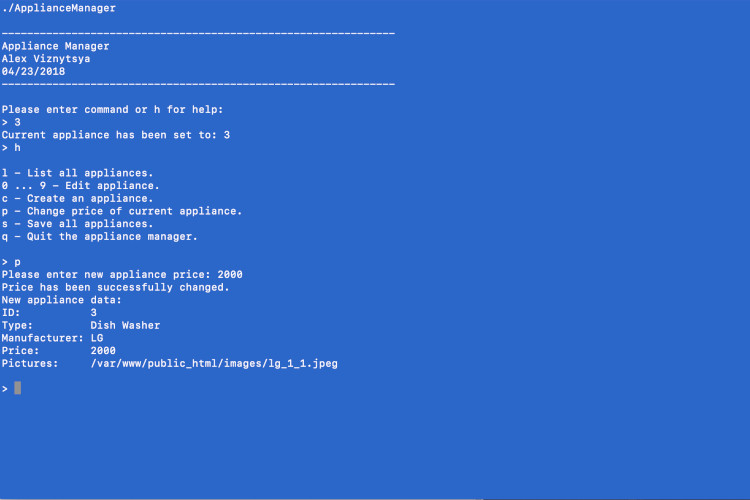 ./ApplianceManager
---------------------------------------------------------------
Appliance Manager
Alex Viznytsya
04/23/2018
---------------------------------------------------------------
Please enter command or h for help:
> 3
Current appliance has been set to: 3
> h
l - List all appliances.
0 ... 9 - Edit appliance.
c - Create an appliance.
p - Change price of current appliance.
s - Save all appliances.
q - Quit the appliance manager.
> p
Please enter new appliance price: 2000
Price has been successfully changed.
New appliance data:
ID: 3
Type: Dish Washer
Manufacturer: LG
Price: 2000
Pictures: /var/www/public_html/images/lg_1_1.jpeg
>